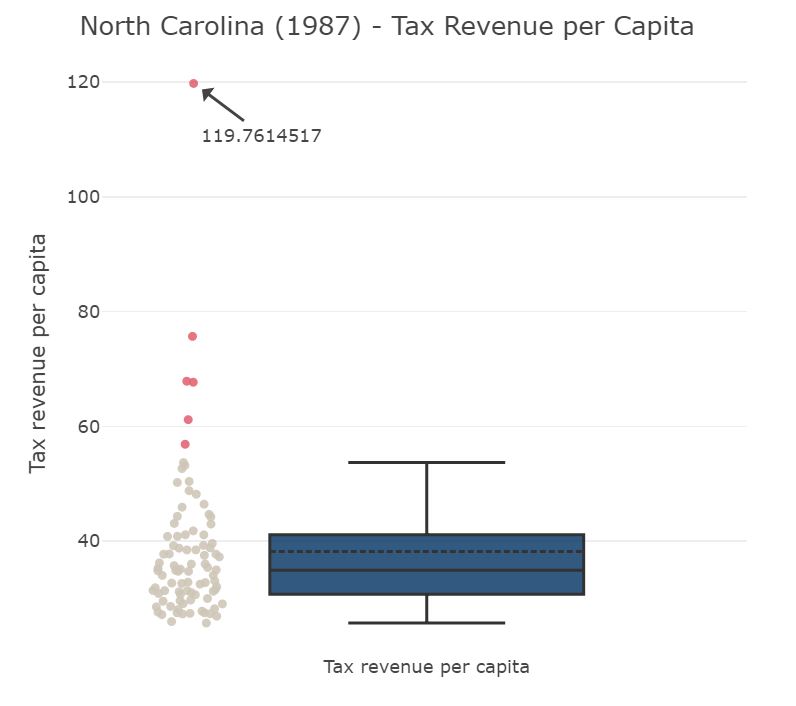 North Carolina (1987) - Tax Revenue per Capita
120
119.7614517
100
80
60
40
Tax revenue per capita
Tax revenue per capita